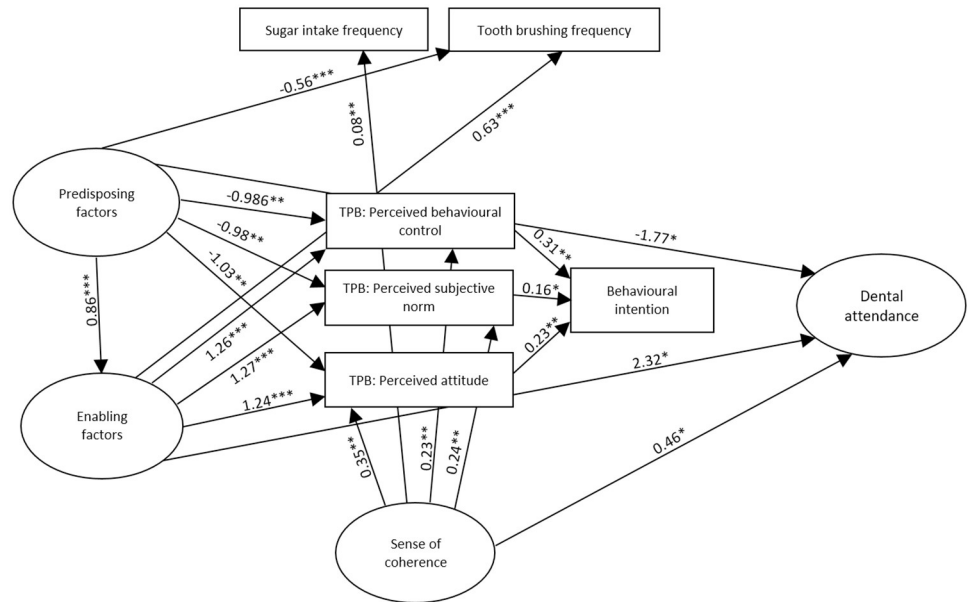 Sugar intake frequency
Tooth brushing frequency
-0.56***
0.08**
0.63***
Predisposing
factors
-0.986**
TPB: Perceived behavioural
control
-0.98**
0.31**
-1.77*
-1.03**
TPB: Perceived subjective
norm
0.16*
Behavioural
intention
Dental
attendance
0.86***
1.26***
1.27***
0.23**
TPB: Perceived attitude
2.32*
1.24***
Enabling
factors
0.35**
0.23**
0.24**
0.46*
Sense of
coherence